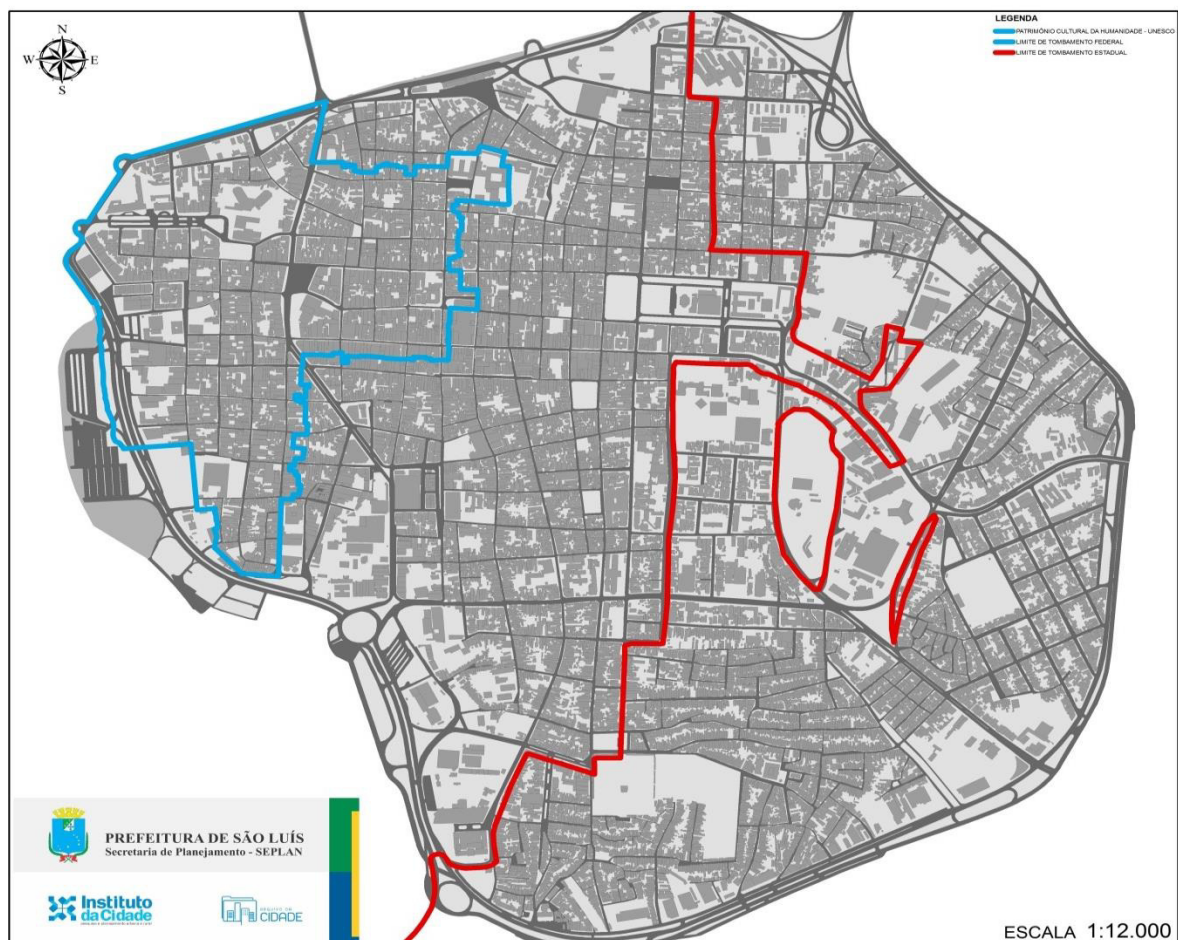 N
W
E
S
LEGENDA
PATRIMÔNIO CULTURAL DA HUMANIDADE - UNESCO
LIMITE DE TOMBAMENTO FEDERAL
LIMITE DE TOMBAMENTO ESTADUAL
PREFEITURA DE SÃO LUÍS
Secretaria de Planejamento - SEPLAN
Instituto
da Cidade
CIDADE
ESCALA 1:12.000